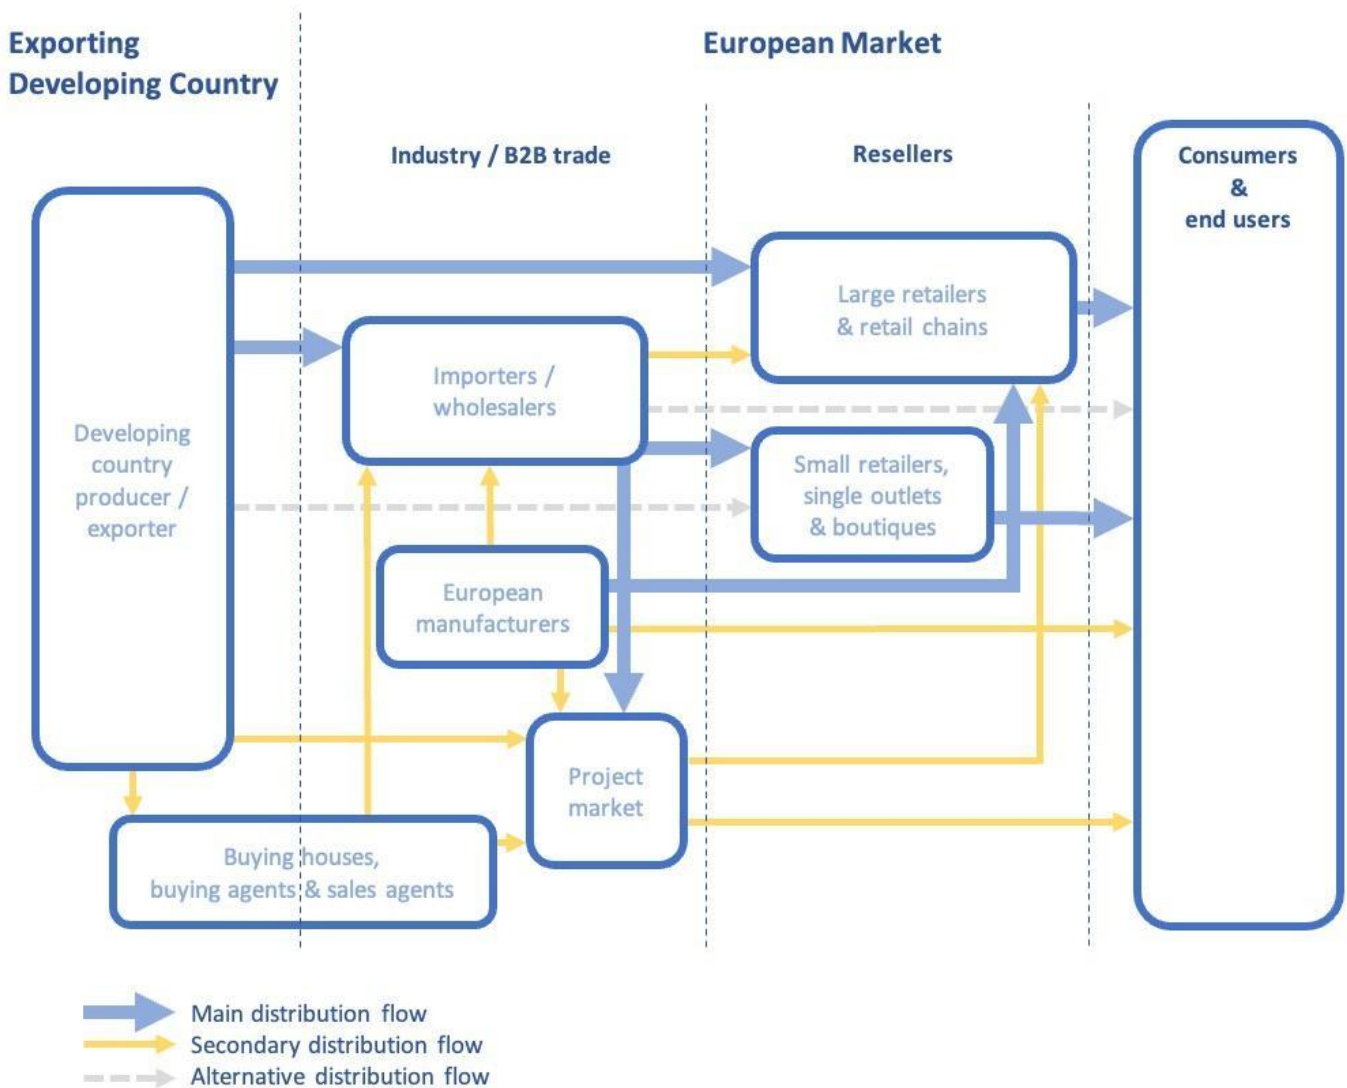 Exporting
Developing Country
European Market
Industry / B2B trade
Resellers
Consumers
&
end users
Large retailers
& retail chains
Importers /
wholesalers
Developing
country
producer /
exporter
Small retailers,
single outlets
& boutiques
European
manufacturers
Project
market
Buying houses,
buying agents & sales agents
Main distribution flow
Secondary distribution flow
Alternative distribution flow